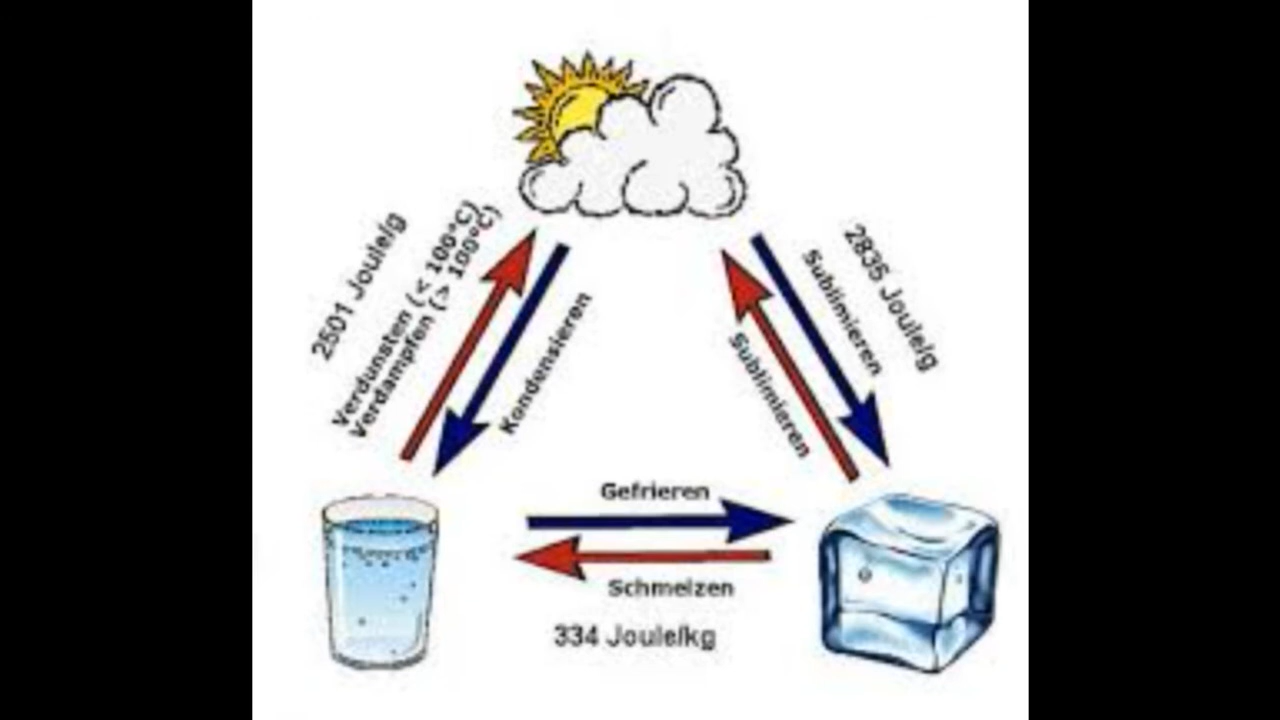 2501 Joule/g
Verdunsten (< 100°C)
Verdampfen (> 100°C)
Kondensieren
2835 Joule/g
Sublimieren
Sublimieren
Gefrieren
Schmelzen
334 Joule/kg